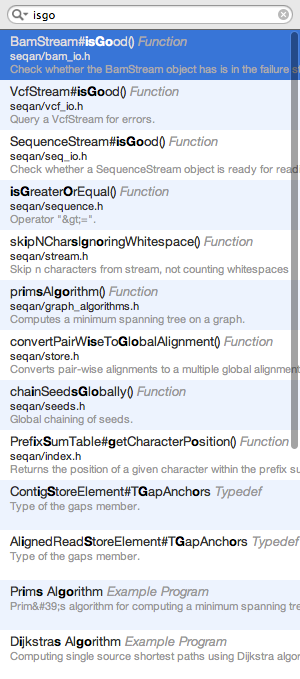 isgo
BamStream#isGood() Function
seqan/bam_io.h
Check whether the BamStream object has is in the failure st
VcfStream#isGood() Function
seqan/vcf_io.h
Query a VcfStream for errors.
SequenceStream#isGood() Function
seqan/seq_io.h
Check whether a SequenceStream object is ready for read
isGreaterOrEqual() Function
seqan/sequence.h
Operator "&gt;=".
skipNCharsIgnoringWhitespace() Function
seqan/stream.h
Skip n characters from stream, not counting whitespaces
primsAlgorithm() Function
seqan/graph_algorithms.h
Computes a minimum spanning tree on a graph.
convertPairWiseToGlobalAlignment() Function
seqan/store.h
Converts pair-wise alignments to a multiple global alignment
chainSeedsGlobally() Function
seqan/seeds.h
Global chaining of seeds.
PrefixSumTable#getCharacterPosition() Function
seqan/index.h
Returns the position of a given character within the prefix su
ContigStoreElement#TGapAnchors Typedef
Type of the gaps member.
AlignedReadStoreElement#TGapAnchors Typedef
Type of the gaps member.
Prims Algorithm Example Program
Prim&#39;s algorithm for computing a minimum spanning tre
Dijkstras Algorithm Example Program
Computing single source shortest paths using Dijkstra algor